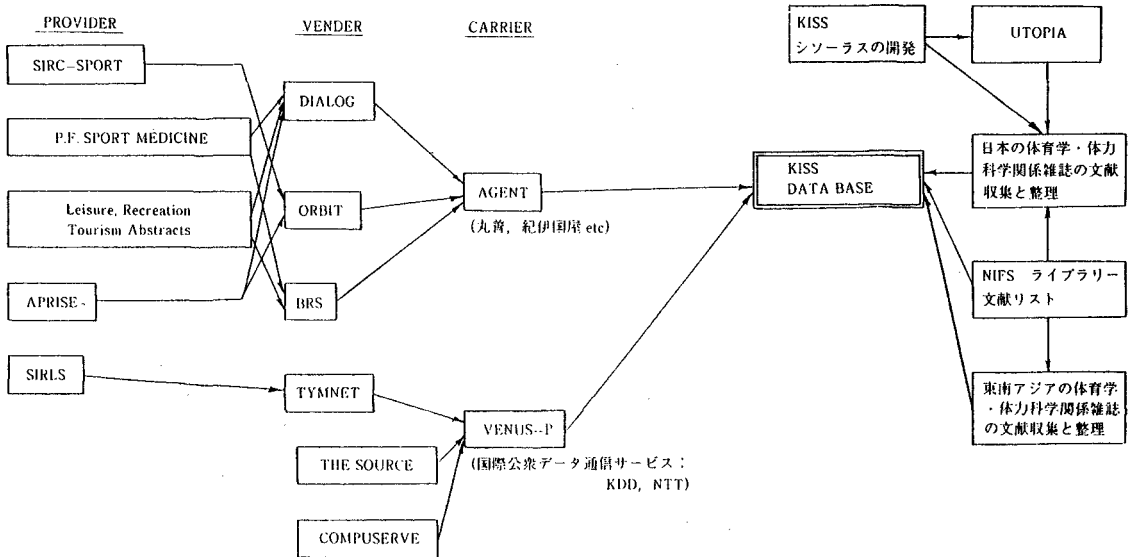 PROVIDER
VENDER
CARRIER
SIRC-SPORT
P.F. SPORT MEDICINE
Leisure, Recreation
Tourism Abstracts
APRISE
SIRLS
DIALOG
ORBIT
BRS
TYMNET
THE SOURCE
COMPUSERVE
AGENT
(丸善, 紀伊国屋 etc)
VENUS-P
(国際公衆データ通信サービス:
KDD, NTT)
KISS
DATA BASE
KISS
シソーラスの開発
UTOPIA
日本の体育学・体力
科学関係雑誌の文献
収集と整理
NIFS ライブラリー
文献リスト
東南アジアの体育学
・体力科学関係雑誌
の文献収集と整理